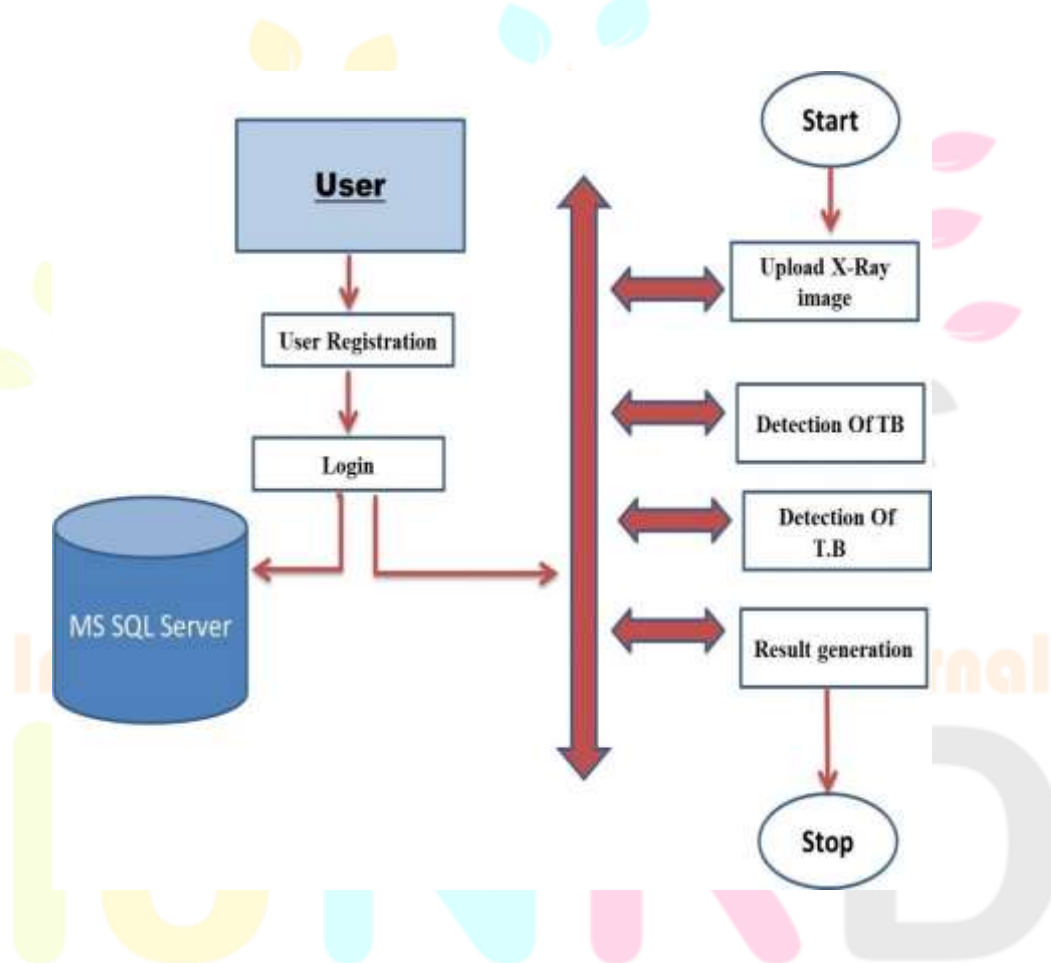 User
User Registration
Login
MS SQL Server
Start
Upload X-Ray
image
Detection Of TB
Detection Of
T.B
Result generation
Stop